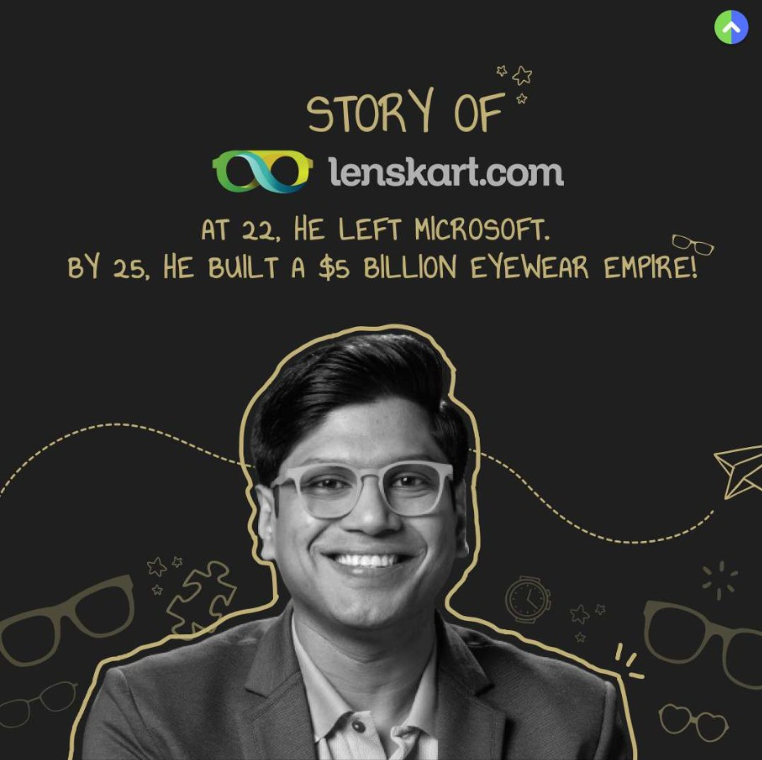 STORY OF
lenskart.com
AT 22, HE LEFT MICROSOFT.
BY 25, HE BUILT A $5 BILLION EYEWEAR EMPIRE!